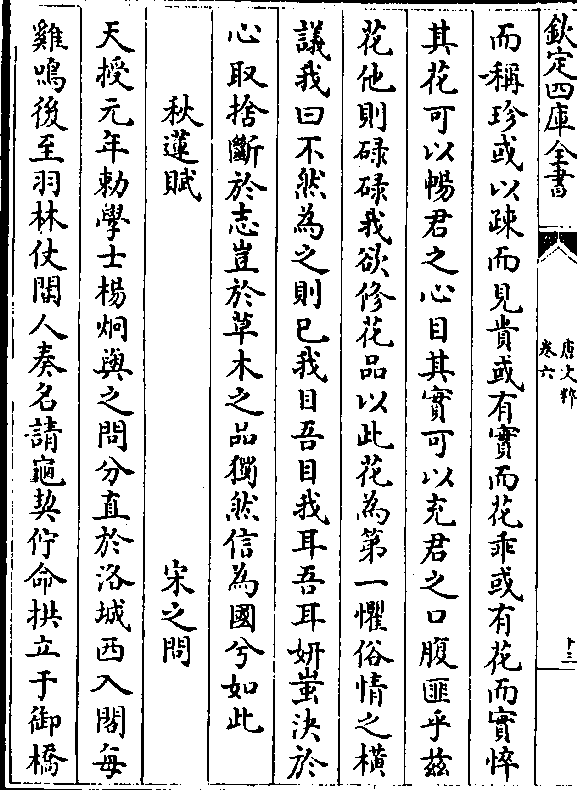 欽定四庫全書
唐文粹
卷六
十三
而稱珍或以疎而見貴或有實而花乖或有花而實悴
其花可以暢君之心目其實可以充君之口腹匪乎茲
花他則碌碌我欲修花品以此花為第一懼俗情之橫
議我曰不然為之則已我目吾目我耳吾耳妍蚩決於
心取捨斷於志豈於草木之品獨然信為國兮如此
秋蓮賦 宋之問
天授元年勅學士楊炯與之問分直於洛城西入閣每
雞鳴後至羽林仗閽人奏名請龜契佇命拱立于御橋